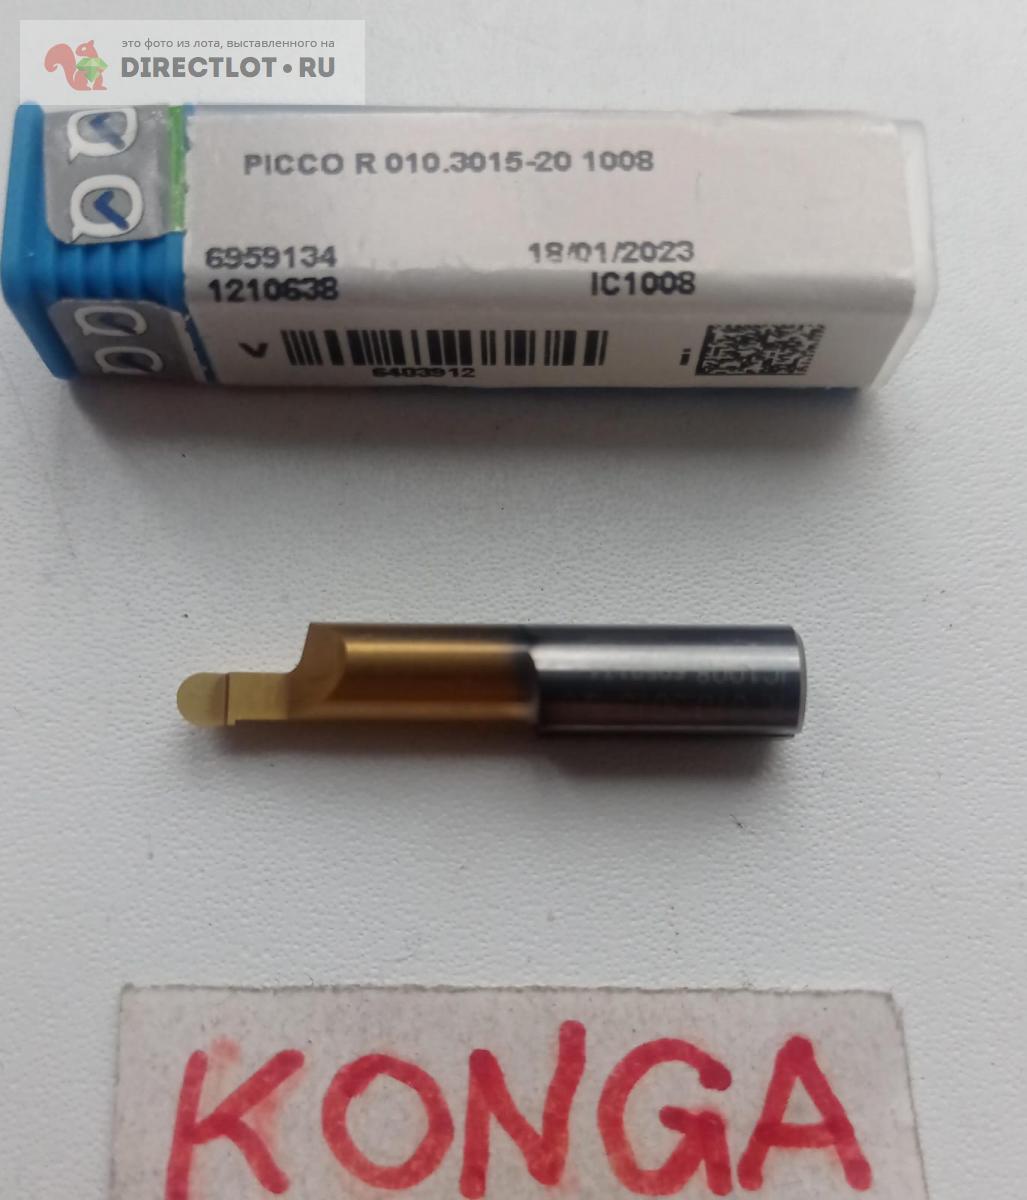 это фото из лота, выставленного на
DIRECTLOT•RU
PICCO R 010.3015-20 1008
6959134 18/01/2023
1210638 IC1008
6403912
IC1008
KONGA